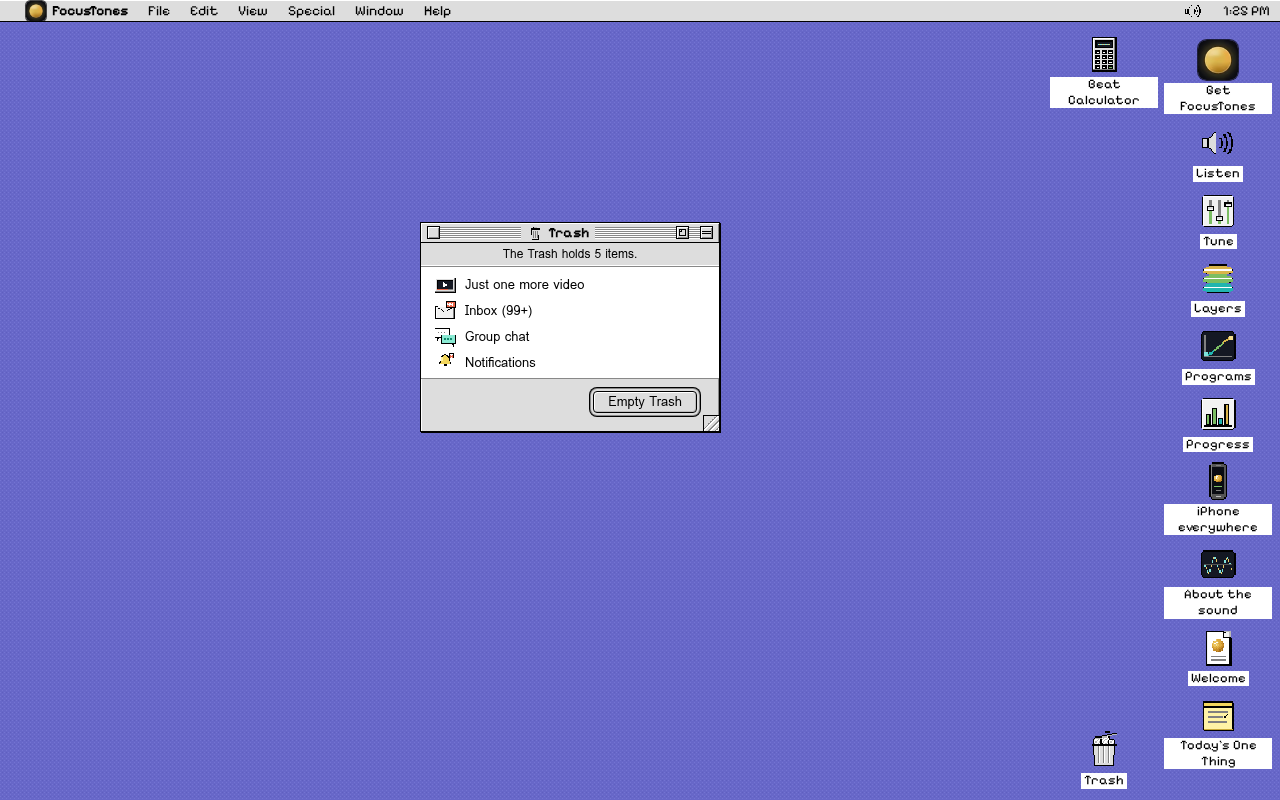 FocusTones File Edit View Special Window Help
1:28 PM
Beat
Calculator
Get
FocusTones
Listen
Tune
Layers
Programs
Progress
iPhone
everywhere
About the
sound
Welcome
Today's One
Thing
Trash
Trash
The Trash holds 5 items.
Just one more video
Inbox (99+)
Group chat
Notifications
Empty Trash